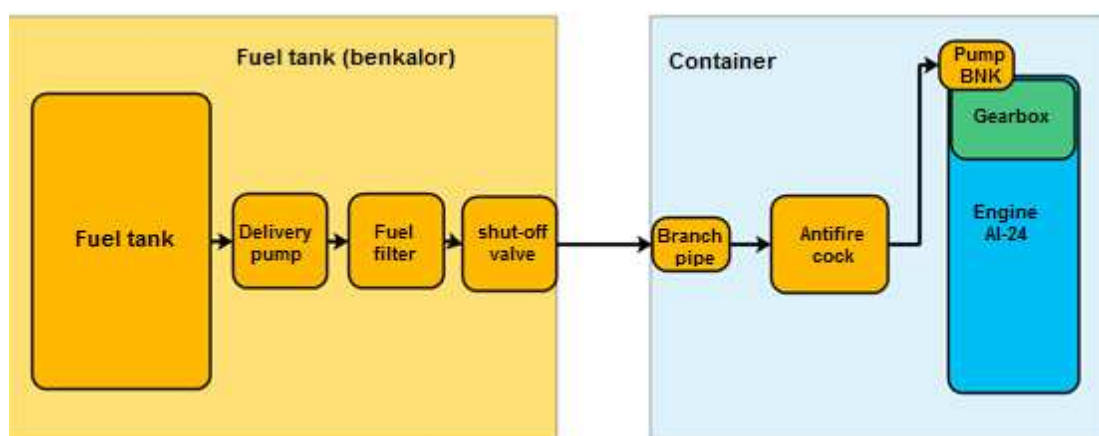 Fuel tank (benkalor)
Fuel tank
Delivery
pump
Fuel
filter
shut-off
valve
Container
Branch
pipe
Antifire
cock
Pump
BNK
Gearbox
Engine
AI-24